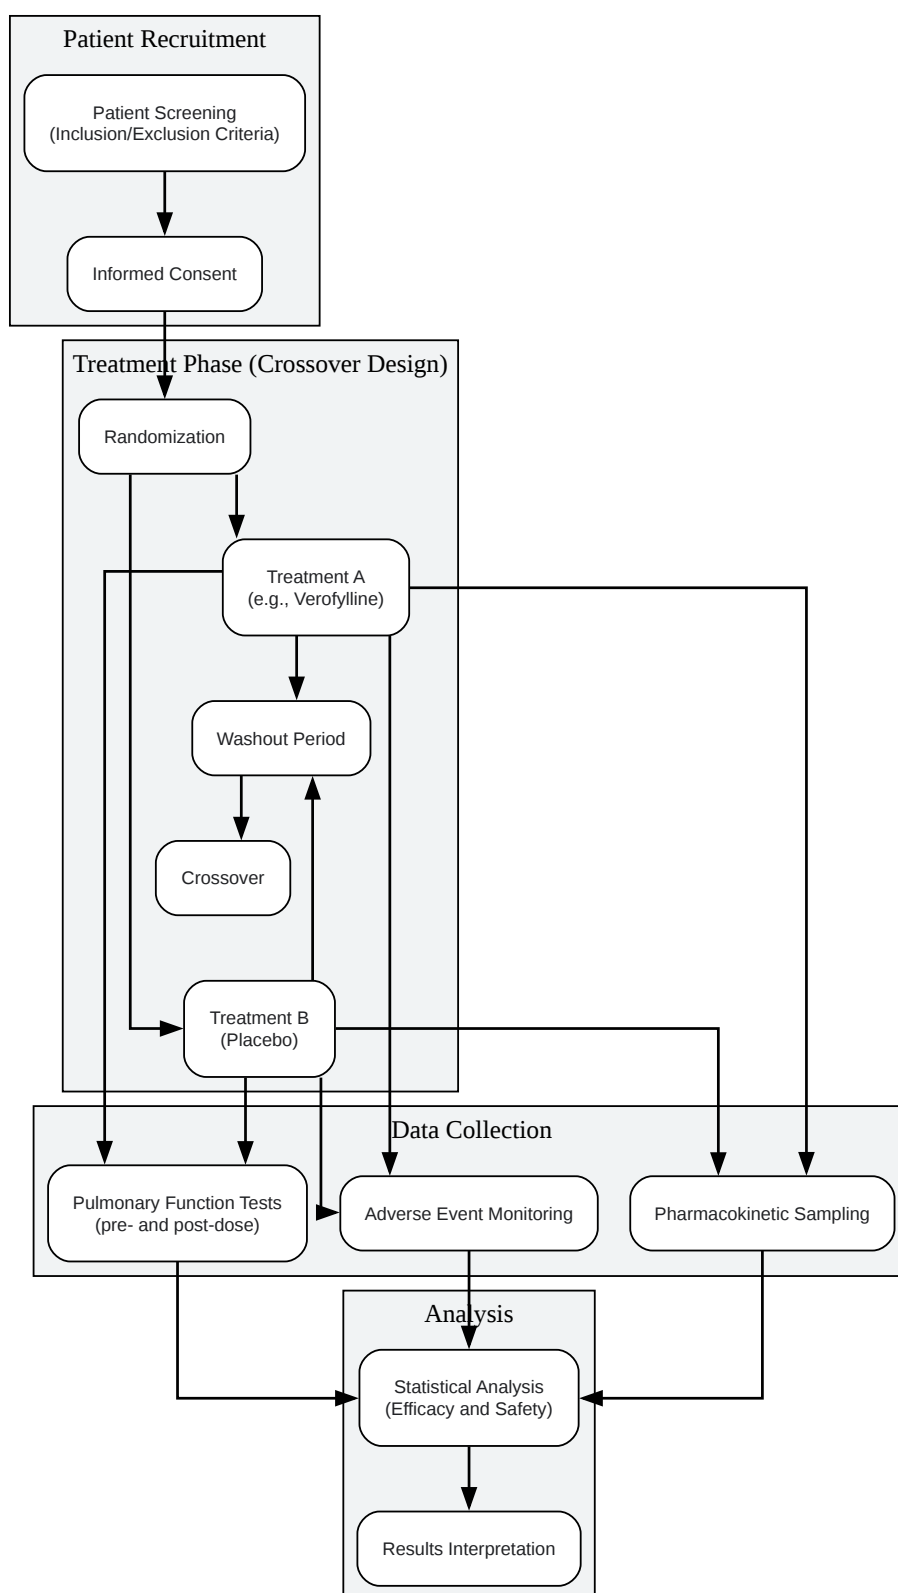 Patient Recruitment
Patient Screening
(Inclusion/Exclusion Criteria)
Informed Consent
Treatment Phase (Crossover Design)
Randomization
Treatment A
(e.g., Verofylline)
Washout Period
Crossover
Treatment B
(Placebo)
Data Collection
Pulmonary Function Tests
(pre- and post-dose)
Adverse Event Monitoring
Pharmacokinetic Sampling
Analysis
Statistical Analysis
(Efficacy and Safety)
Results Interpretation